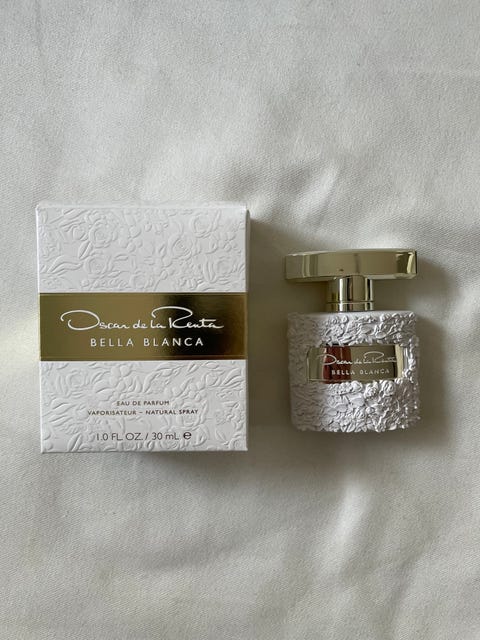 Oscar de la Renta
BELLA BLANCA
EAU DE PARFUM
VAPORISATEUR – NATURAL SPRAY
1.0 FL. OZ. / 30 mL ℮
Oscar de la Renta
BELLA BLANCA